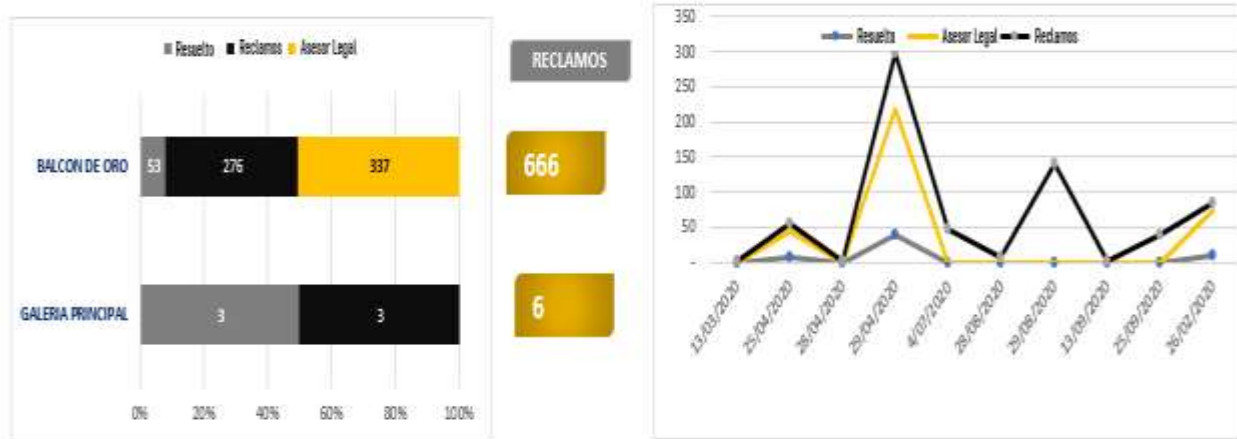 Resuelto Reclamos Asesor Legal
BALCON DE ORO
53 276 337
GALERIA PRINCIPAL
3 3
0% 20% 40% 60% 80% 100%
RECLAMOS
666
6
350
300
250
200
150
100
50
-
Resuelto Asesor Legal Reclamos
13/03/2020 25/04/2020 28/04/2020 29/04/2020 4/07/2020 28/08/2020 29/08/2020 13/09/2020 25/09/2020 26/02/2020